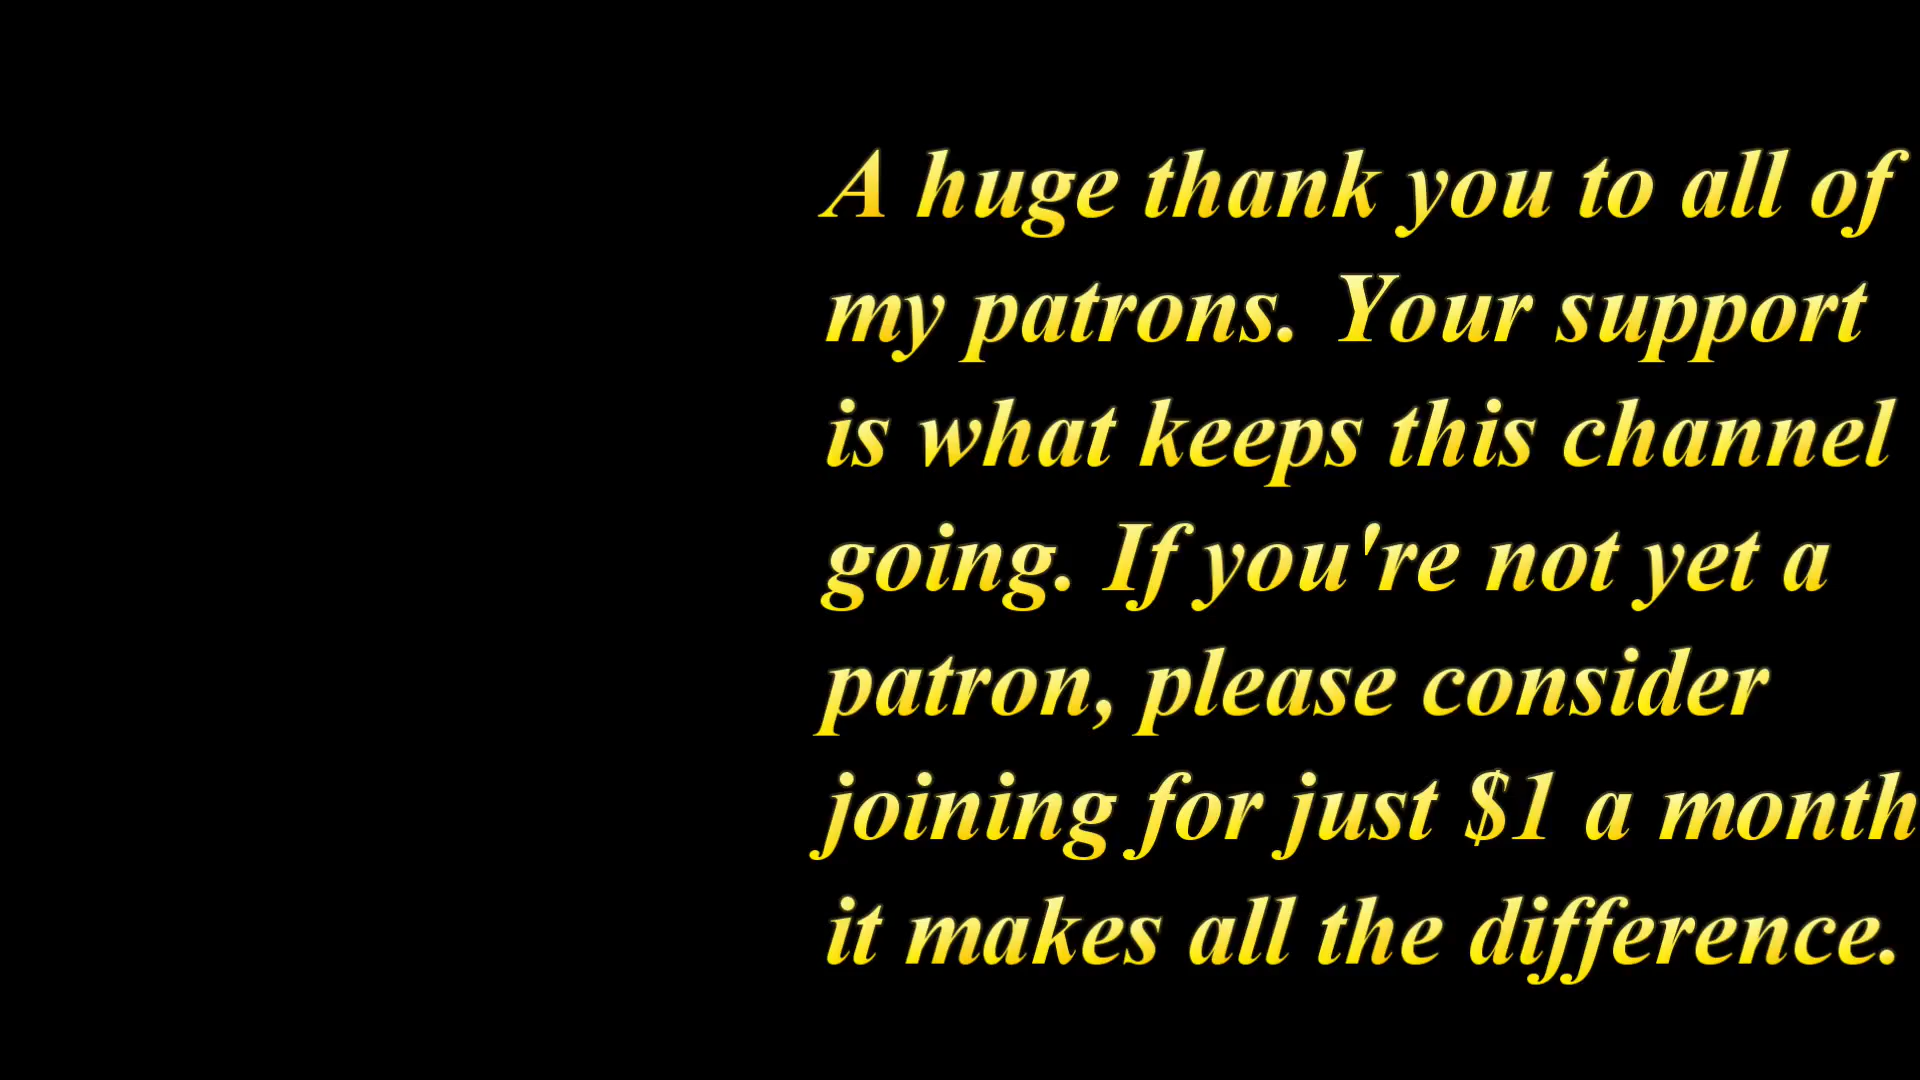 A huge thank you to all of
my patrons. Your support
is what keeps this channel
going. If you're not yet a
patron, please consider
joining for just $1 a month
it makes all the difference.